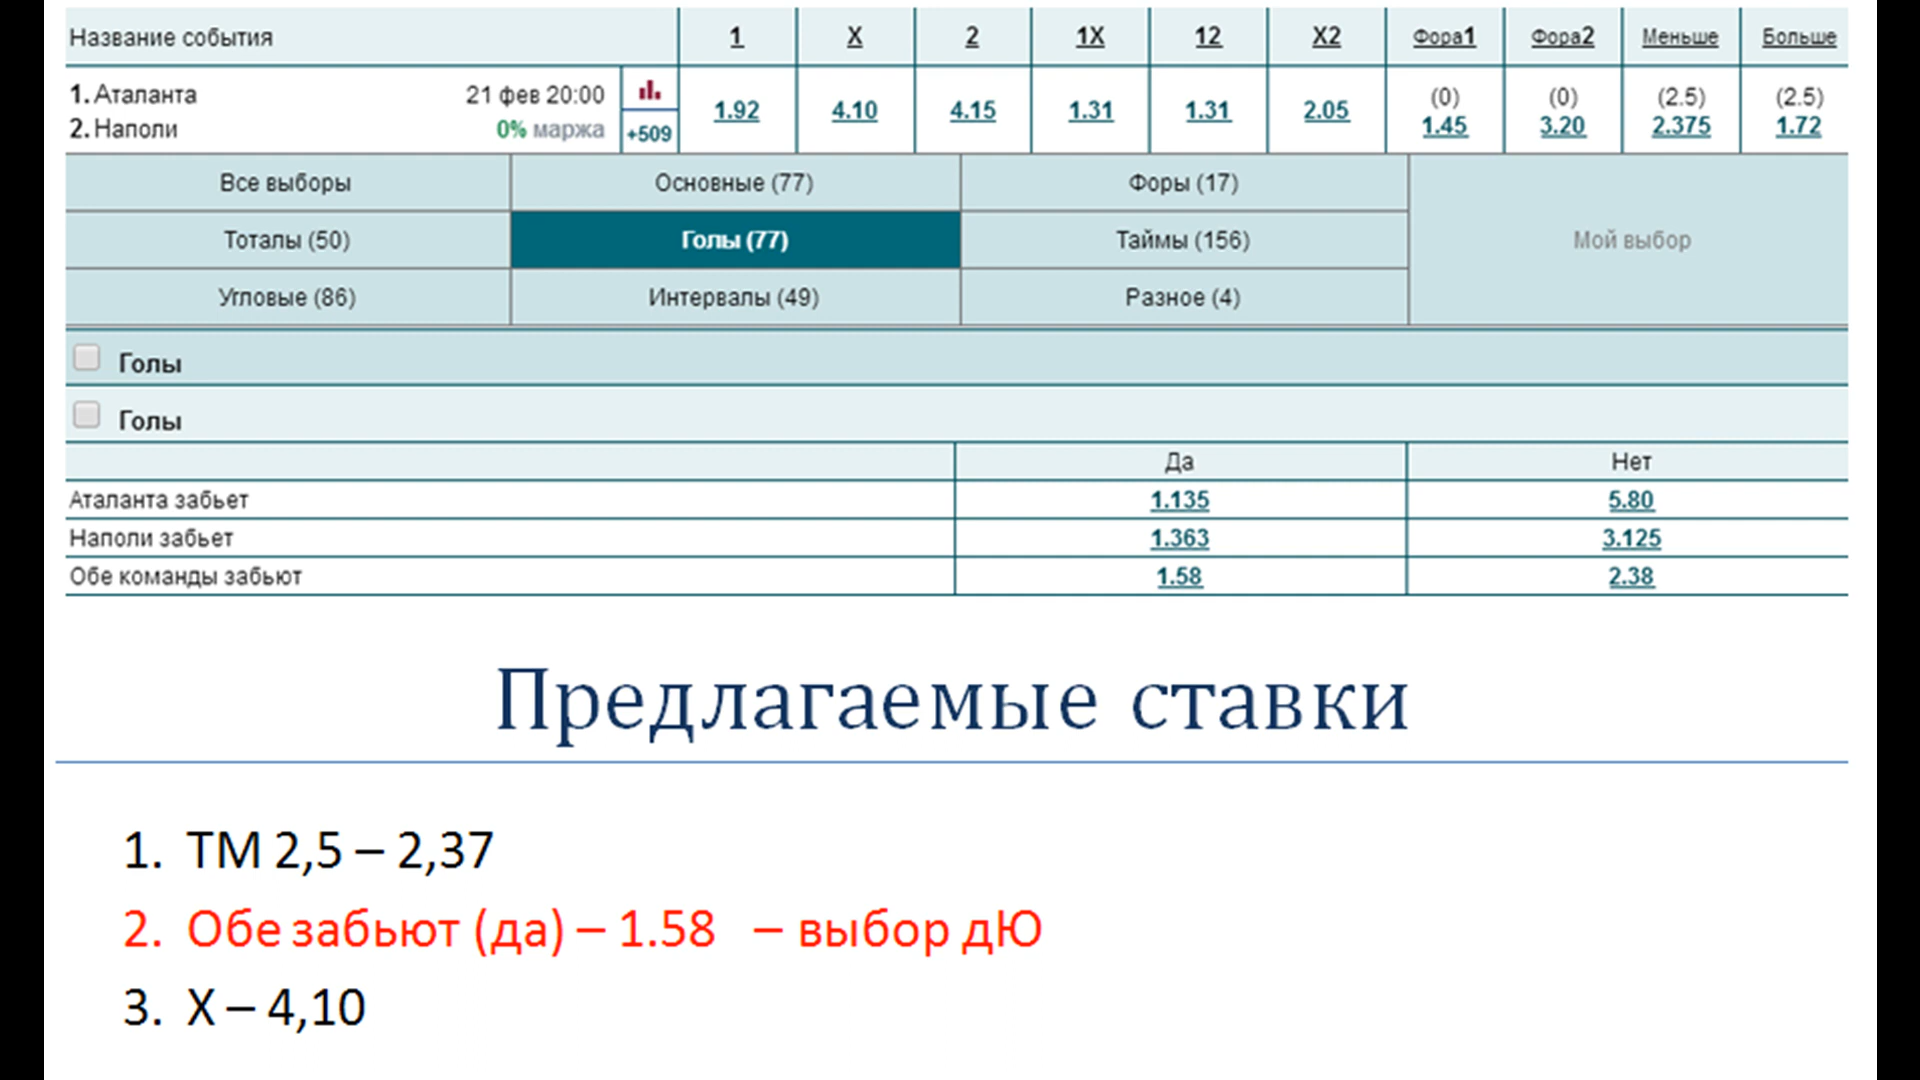 Название события 1 X 2 1X 12 X2 Фора1 Фора2 Меньше Больше
1. Аталанта 21 фев 20:00 1.92 4.10 4.15 1.31 1.31 2.05 (0) 1.45 (0) 3.20 (2.5) 2.375 (2.5) 1.72
2. Наполи 0% маржа +509
Все выборы Основные (77) Форы (17)
Тоталы (50) Голы (77) Таймы (156) Мой выбор
Угловые (86) Интервалы (49) Разное (4)
Голы
Голы
Да Нет
Аталанта забьет 1.135 5.80
Наполи забьет 1.363 3.125
Обе команды забьют 1.58 2.38
Предлагаемые ставки
1. ТМ 2,5 – 2,37
2. Обе забьют (да) – 1.58 – выбор дЮ
3. Х – 4,10